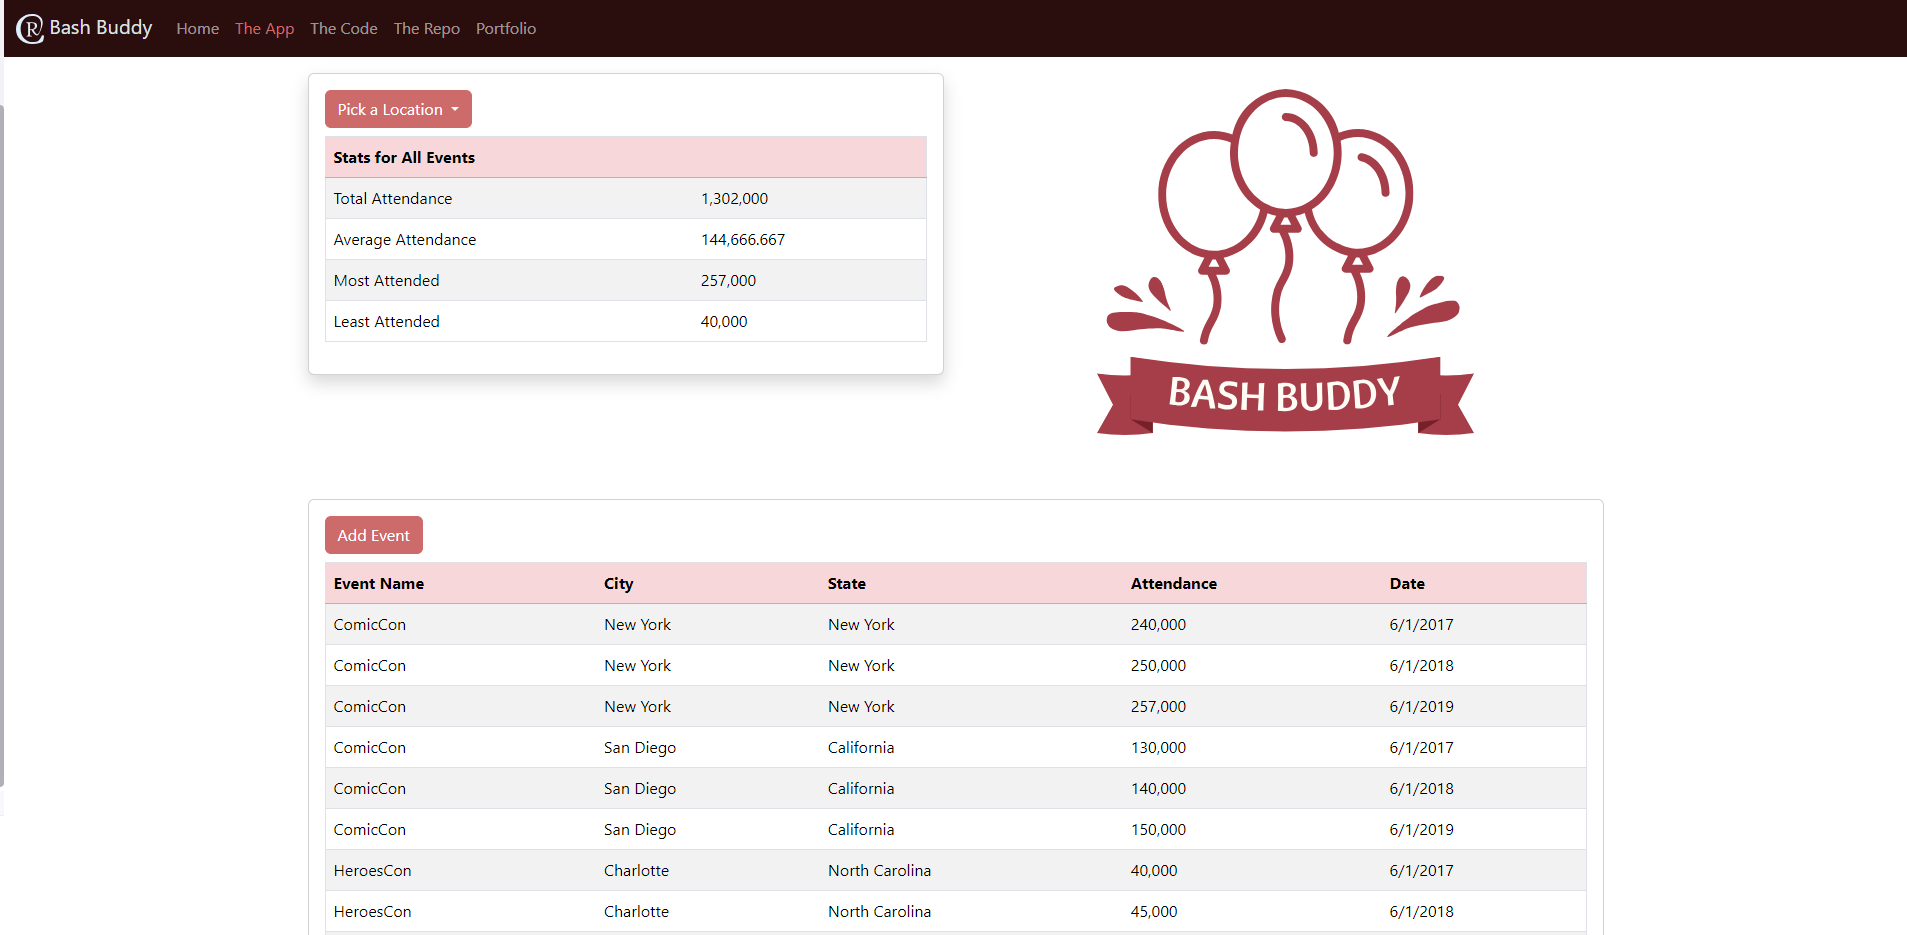 R Bash Buddy Home The App The Code The Repo Portfolio
Pick a Location
Stats for All Events
Total Attendance 1,302,000
Average Attendance 144,666.667
Most Attended 257,000
Least Attended 40,000
BASH BUDDY
Add Event
Event Name City State Attendance Date
ComicCon New York New York 240,000 6/1/2017
ComicCon New York New York 250,000 6/1/2018
ComicCon New York New York 257,000 6/1/2019
ComicCon San Diego California 130,000 6/1/2017
ComicCon San Diego California 140,000 6/1/2018
ComicCon San Diego California 150,000 6/1/2019
HeroesCon Charlotte North Carolina 40,000 6/1/2017
HeroesCon Charlotte North Carolina 45,000 6/1/2018